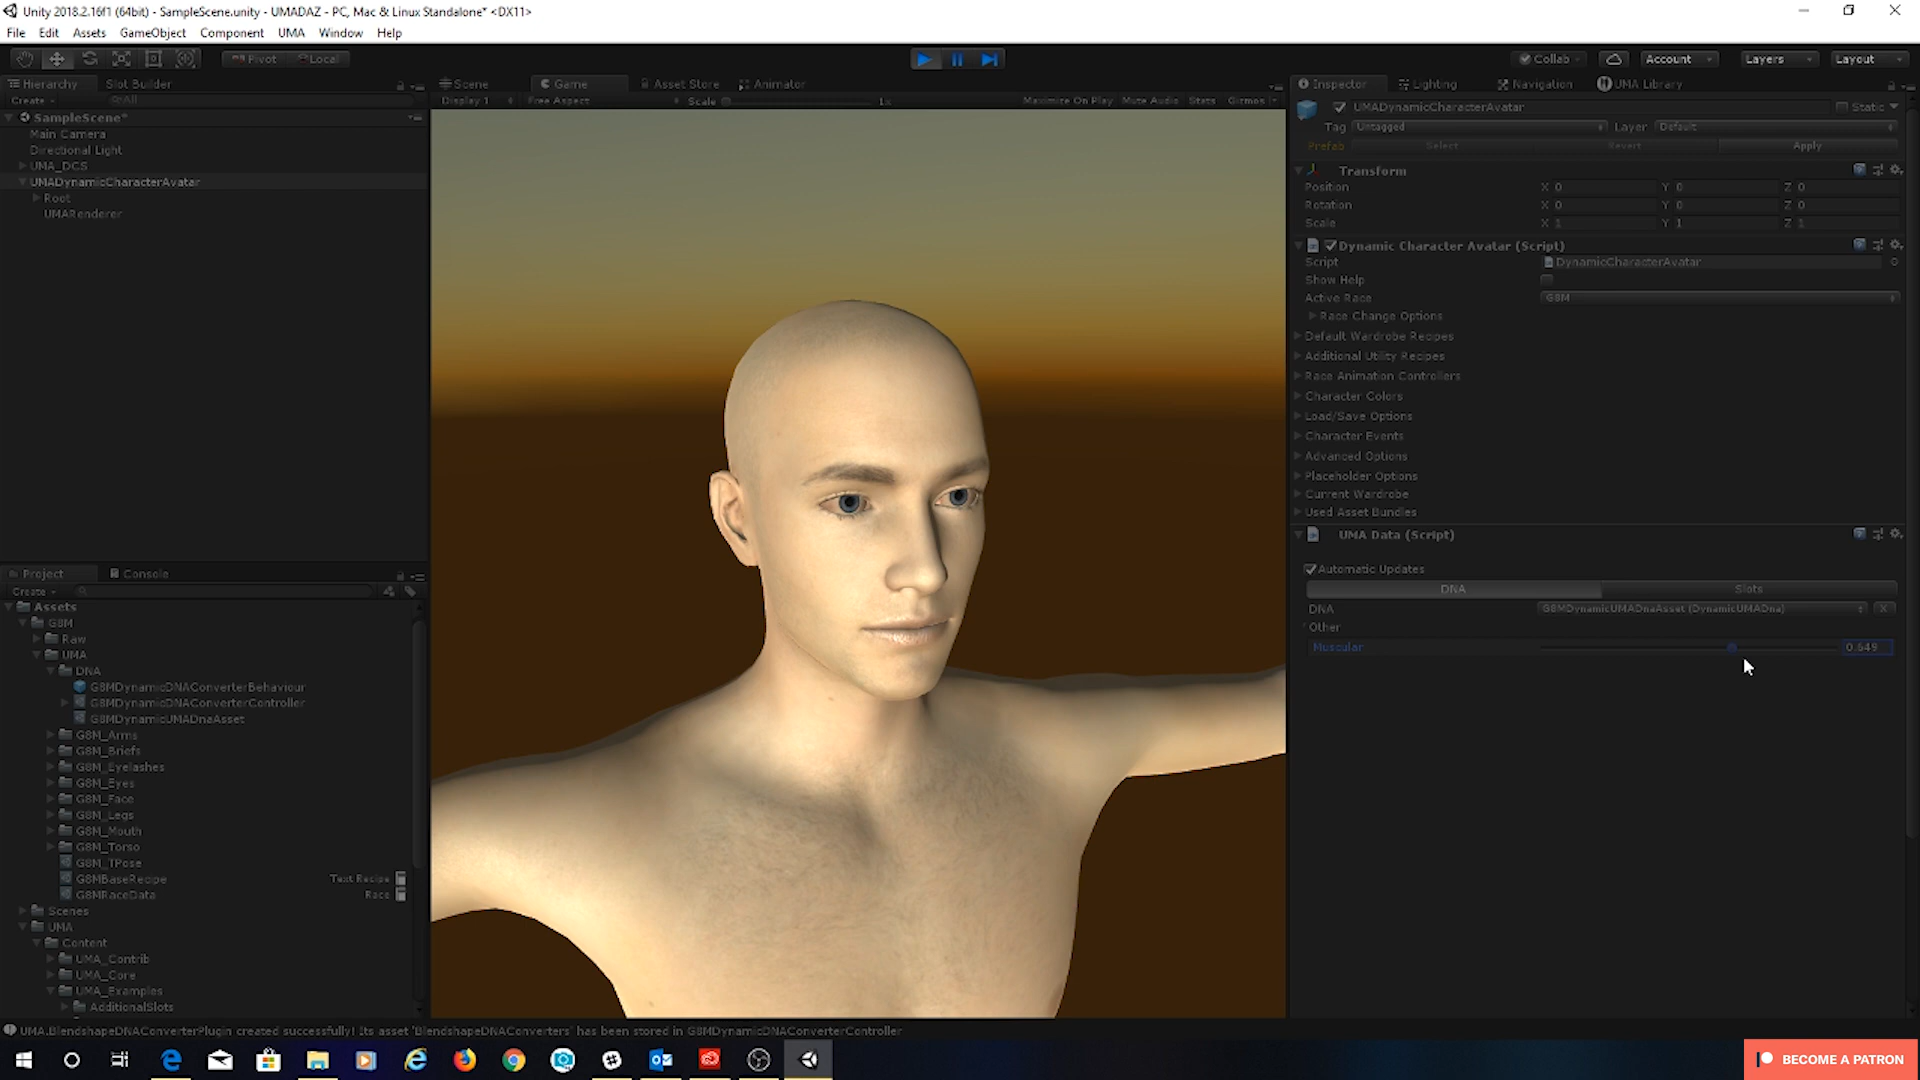 Unity 2018.2.16f1 (64bit) - SampleScene.unity - UMADAZ - PC, Mac & Linux Standalone* <DX11>
File Edit Assets GameObject Component UMA Window Help
Pivot Local Collab Account Layers Layout
Hierarchy Slot Builder
Create All
SampleScene*
Main Camera
Directional Light
UMA_DCS
UMADynamicCharacterAvatar
Root
UMARenderer
Project Console
Create
Assets
G8M
Raw
UMA
DNA
G8MDynamicDNAConverterBehaviour
G8MDynamicDNAConverterController
G8MDynamicUMADnaAsset
G8M_Arms
G8M_Briefs
G8M_Eyelashes
G8M_Eyes
G8M_Face
G8M_Legs
G8M_Mouth
G8M_Torso
G8M_TPose
G8MBaseRecipe Text Recipe
G8MRaceData Race
Scenes
UMA
Content
UMA_Contrib
UMA_Core
UMA_Examples
AdditionalSlots
Scene Game Asset Store Animator
Display 1 Free Aspect Scale 1x Maximize On Play Mute Audio Stats Gizmos
Inspector Lighting Navigation UMA Library
UMADynamicCharacterAvatar Static
Tag Untagged Layer Default
Prefab Select Revert Apply
Transform
Position X 0 Y 0 Z 0
Rotation X 0 Y 0 Z 0
Scale X 1 Y 1 Z 1
Dynamic Character Avatar (Script)
Script DynamicCharacterAvatar
Show Help
Active Race G8M
Race Change Options
Default Wardrobe Recipes
Additional Utility Recipes
Race Animation Controllers
Character Colors
Load/Save Options
Character Events
Advanced Options
Placeholder Options
Current Wardrobe
Used Asset Bundles
UMA Data (Script)
Automatic Updates
DNA Slots
DNA G8MDynamicUMADnaAsset (DynamicUMADna) X
Other
Muscular 0.649
UMA.BlendshapeDNAConverterPlugin created successfully! Its asset 'BlendshapeDNAConverters' has been stored in G8MDynamicDNAConverterController
BECOME A PATRON